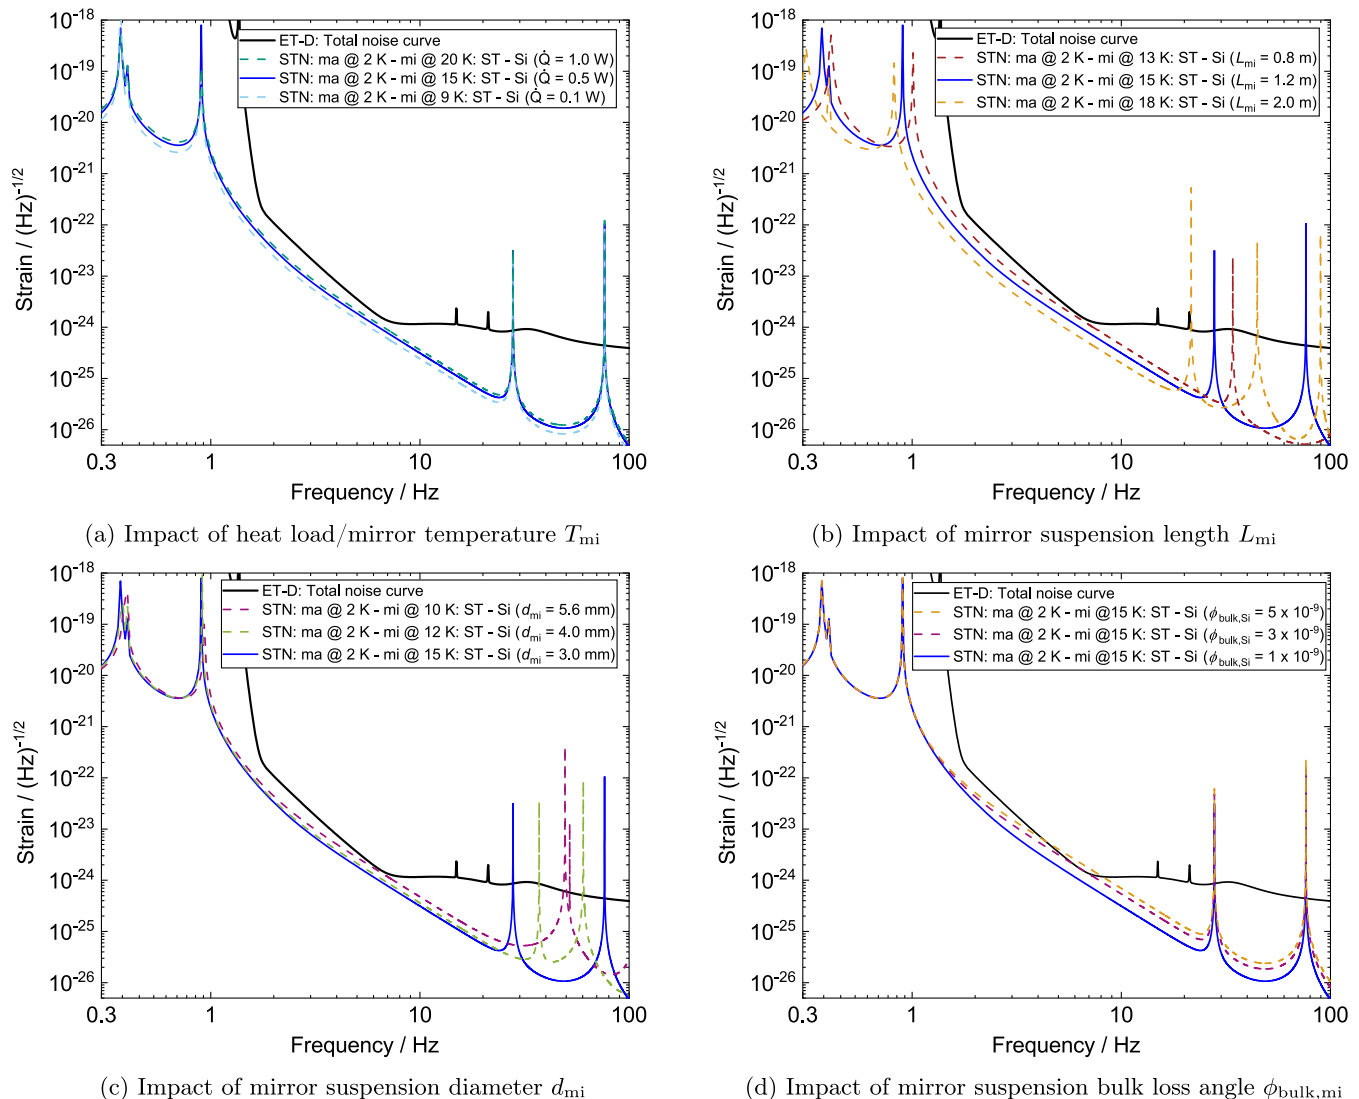 10⁻¹⁸
10⁻¹⁹
10⁻²⁰
10⁻²¹
10⁻²²
10⁻²³
10⁻²⁴
10⁻²⁵
10⁻²⁶
Strain / (Hz)⁻¹ᐟ²
ET-D: Total noise curve
STN: ma @ 2 K - mi @ 20 K: ST - Si (Q̇ = 1.0 W)
STN: ma @ 2 K - mi @ 15 K: ST - Si (Q̇ = 0.5 W)
STN: ma @ 2 K - mi @ 9 K: ST - Si (Q̇ = 0.1 W)
0.3 1 10 100
Frequency / Hz
(a) Impact of heat load/mirror temperature T_mi
10⁻¹⁸
10⁻¹⁹
10⁻²⁰
10⁻²¹
10⁻²²
10⁻²³
10⁻²⁴
10⁻²⁵
10⁻²⁶
Strain / (Hz)⁻¹ᐟ²
ET-D: Total noise curve
STN: ma @ 2 K - mi @ 13 K: ST - Si (L_mi = 0.8 m)
STN: ma @ 2 K - mi @ 15 K: ST - Si (L_mi = 1.2 m)
STN: ma @ 2 K - mi @ 18 K: ST - Si (L_mi = 2.0 m)
0.3 1 10 100
Frequency / Hz
(b) Impact of mirror suspension length L_mi
10⁻¹⁸
10⁻¹⁹
10⁻²⁰
10⁻²¹
10⁻²²
10⁻²³
10⁻²⁴
10⁻²⁵
10⁻²⁶
Strain / (Hz)⁻¹ᐟ²
ET-D: Total noise curve
STN: ma @ 2 K - mi @ 10 K: ST - Si (d_mi = 5.6 mm)
STN: ma @ 2 K - mi @ 12 K: ST - Si (d_mi = 4.0 mm)
STN: ma @ 2 K - mi @ 15 K: ST - Si (d_mi = 3.0 mm)
0.3 1 10 100
Frequency / Hz
(c) Impact of mirror suspension diameter d_mi
10⁻¹⁸
10⁻¹⁹
10⁻²⁰
10⁻²¹
10⁻²²
10⁻²³
10⁻²⁴
10⁻²⁵
10⁻²⁶
Strain / (Hz)⁻¹ᐟ²
ET-D: Total noise curve
STN: ma @ 2 K - mi @15 K: ST - Si (ϕ_bulk,Si = 5 x 10⁻⁹)
STN: ma @ 2 K - mi @15 K: ST - Si (ϕ_bulk,Si = 3 x 10⁻⁹)
STN: ma @ 2 K - mi @15 K: ST - Si (ϕ_bulk,Si = 1 x 10⁻⁹)
0.3 1 10 100
Frequency / Hz
(d) Impact of mirror suspension bulk loss angle ϕ_bulk,mi